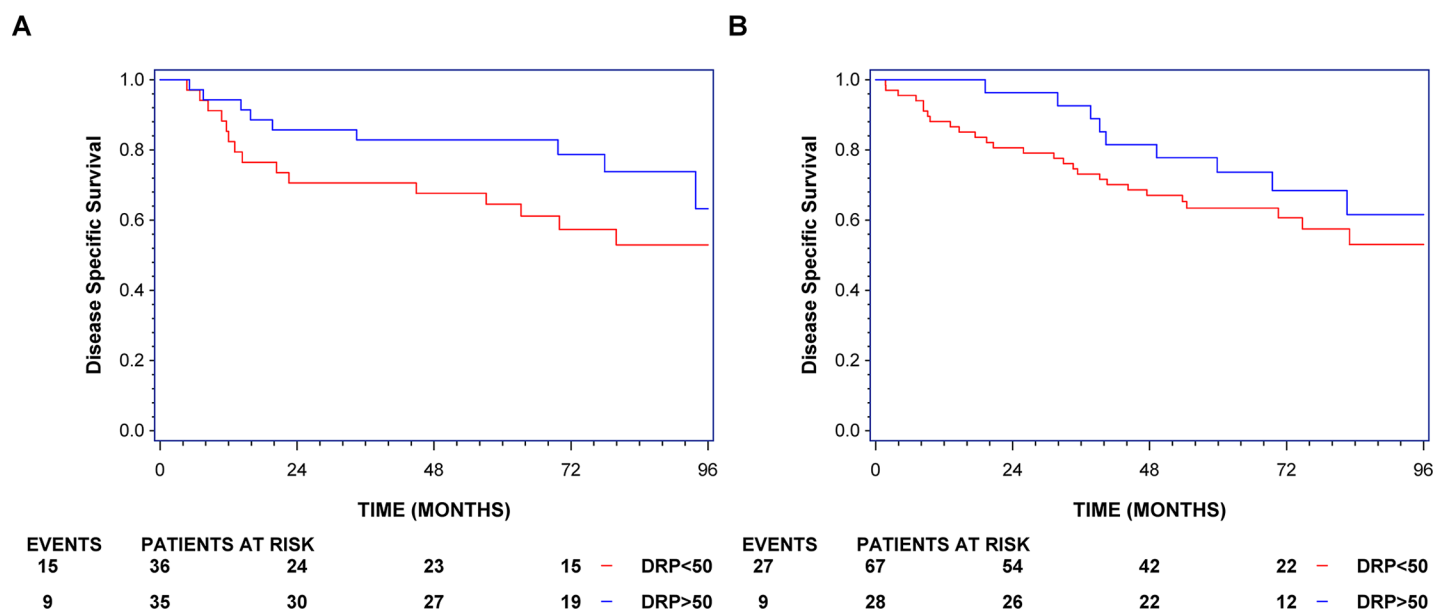 A
B
1.0
0.8
0.6
0.4
0.2
0.0
Disease Specific Survival
0 24 48 72 96
TIME (MONTHS)
EVENTS PATIENTS AT RISK
15 36 24 23 15 DRP<50
9 35 30 27 19 DRP>50
1.0
0.8
0.6
0.4
0.2
0.0
Disease Specific Survival
0 24 48 72 96
TIME (MONTHS)
EVENTS PATIENTS AT RISK
27 67 54 42 22 DRP<50
9 28 26 22 12 DRP>50